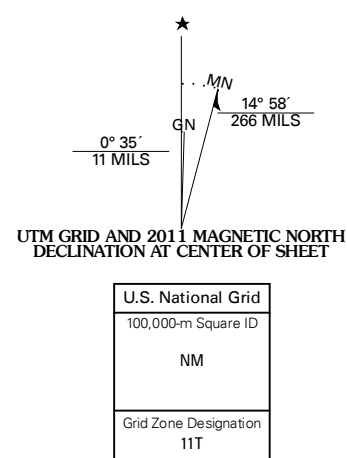 MN
14° 58´
266 MILS
GN
0° 35´
11 MILS
UTM GRID AND 2011 MAGNETIC NORTH
DECLINATION AT CENTER OF SHEET
U.S. National Grid
100,000-m Square ID
NM
Grid Zone Designation
11T